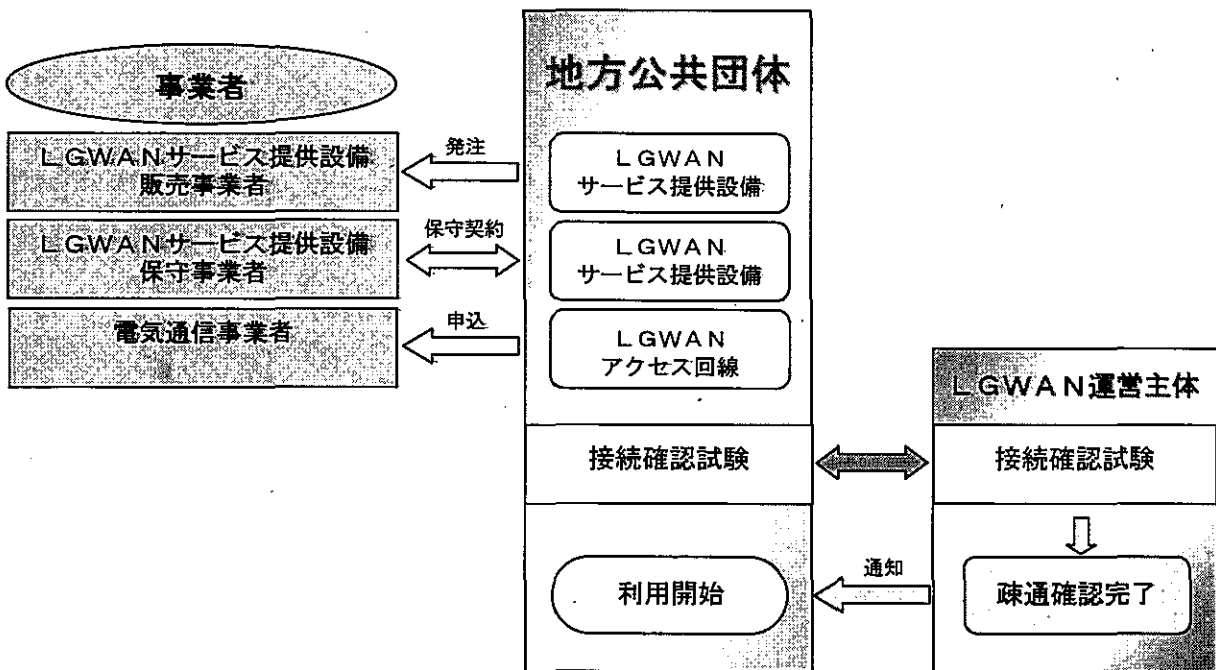 事業者
LGWANサービス提供設備
販売事業者
LGWANサービス提供設備
保守事業者
電気通信事業者
発注
保守契約
申込
地方公共団体
LGWAN
サービス提供設備
LGWAN
サービス提供設備
LGWAN
アクセス回線
接続確認試験
利用開始
通知
LGWAN運営主体
接続確認試験
疎通確認完了